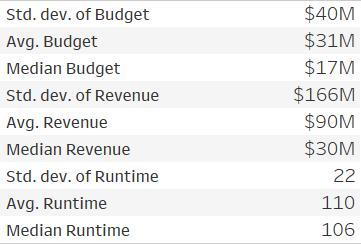 Std. dev. of Budget $40M
Avg. Budget $31M
Median Budget $17M
Std. dev. of Revenue $166M
Avg. Revenue $90M
Median Revenue $30M
Std. dev. of Runtime 22
Avg. Runtime 110
Median Runtime 106